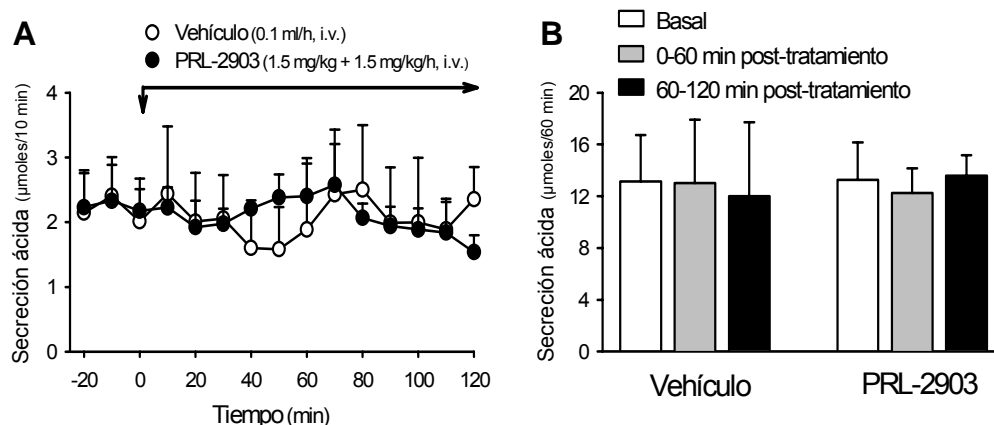 A
Vehículo (0.1 ml/h, i.v.)
PRL-2903 (1.5 mg/kg + 1.5 mg/kg/h, i.v.)
Secreción ácida (μmoles/10 min)
4
3
2
1
0
-20 0 20 40 60 80 100 120
Tiempo (min)
B
Basal
0-60 min post-tratamiento
60-120 min post-tratamiento
Secreción ácida (μmoles/60 min)
20
16
12
8
4
0
Vehículo PRL-2903